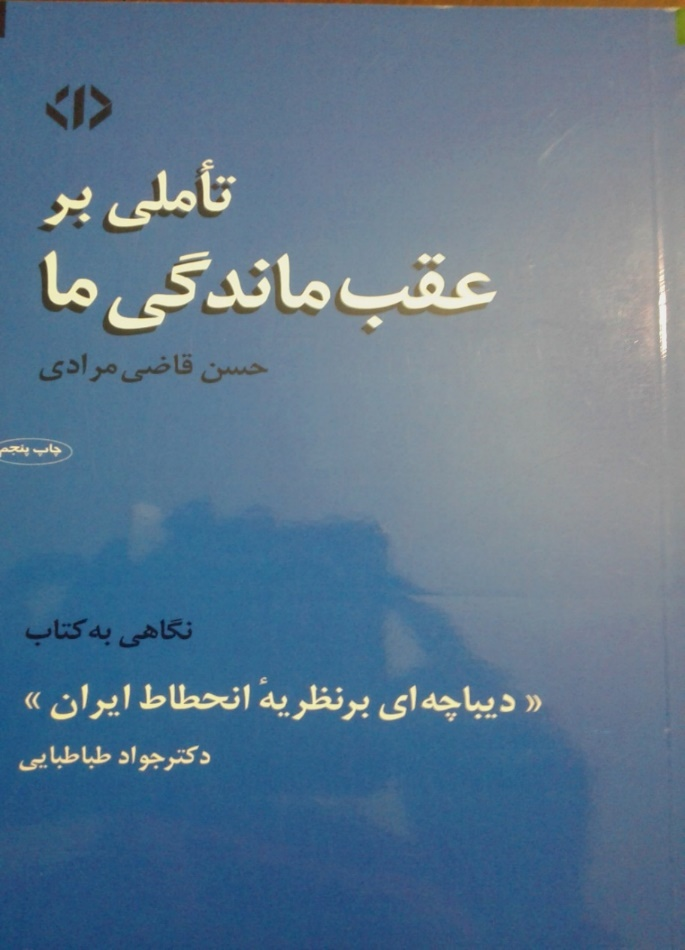 تأملی بر
عقب‌ماندگی ما
حسن قاضی‌مرادی
چاپ پنجم
نگاهی به کتاب
« دیباچه‌ای برنظریهٔ انحطاط ایران »
دکترجواد طباطبایی